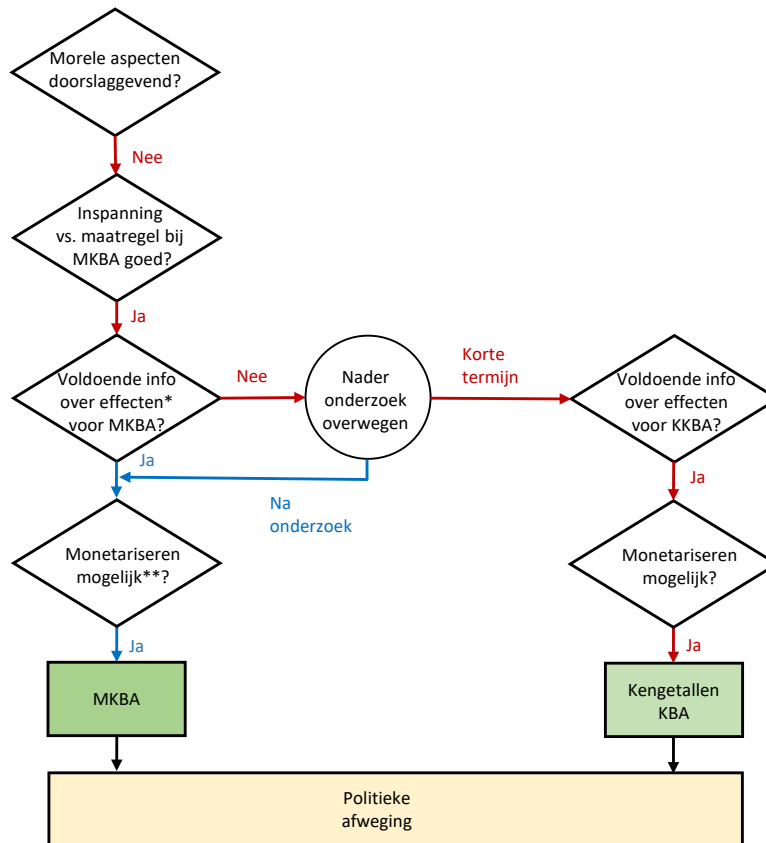 Morele aspecten
doorslaggevend?
Nee
Inspanning
vs. maatregel bij
MKBA goed?
Ja
Voldoende info
over effecten*
voor MKBA?
Nee
Nader
onderzoek
overwegen
Korte
termijn
Voldoende info
over effecten
voor KKBA?
Ja
Na
onderzoek
Ja
Monetariseren
mogelijk**?
Monetariseren
mogelijk?
Ja
Ja
MKBA
Kengetallen
KBA
Politieke
afweging